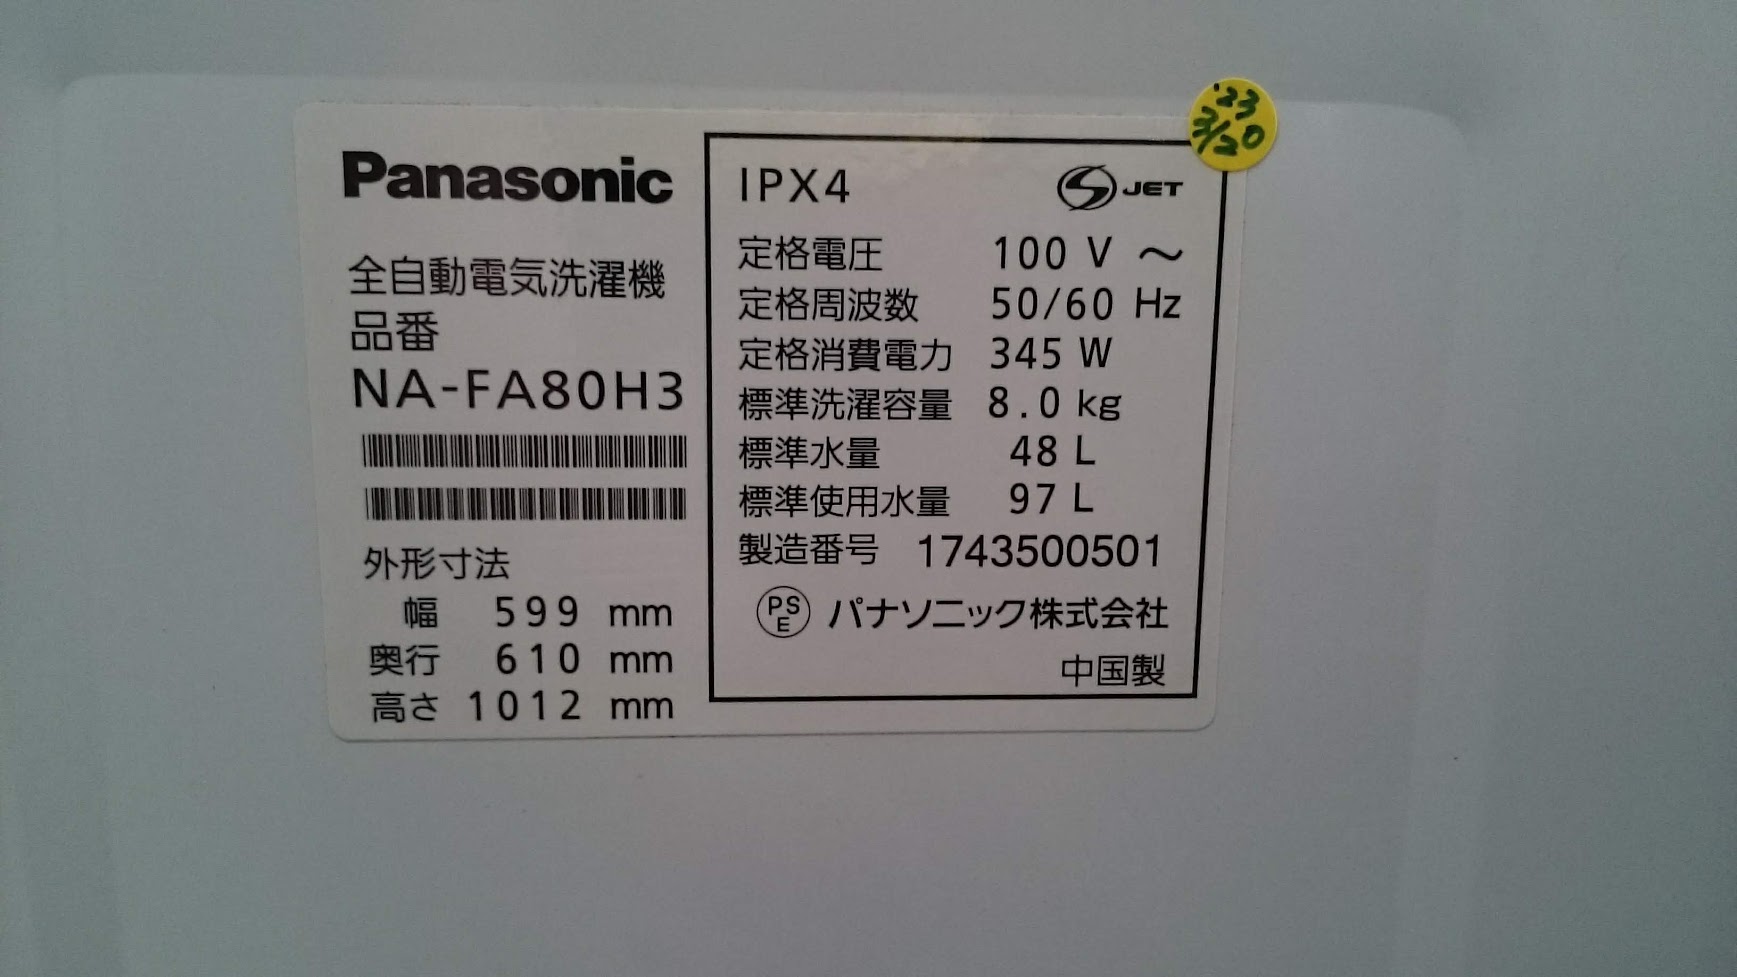 Panasonic
全自動電気洗濯機
品番
NA-FA80H3
外形寸法
幅 599 mm
奥行 610 mm
高さ 1012 mm
'23
3/20
IPX4
S JET
定格電圧 100 V ～
定格周波数 50/60 Hz
定格消費電力 345 W
標準洗濯容量 8.0 kg
標準水量 48 L
標準使用水量 97 L
製造番号 1743500501
PS
E パナソニック株式会社
中国製